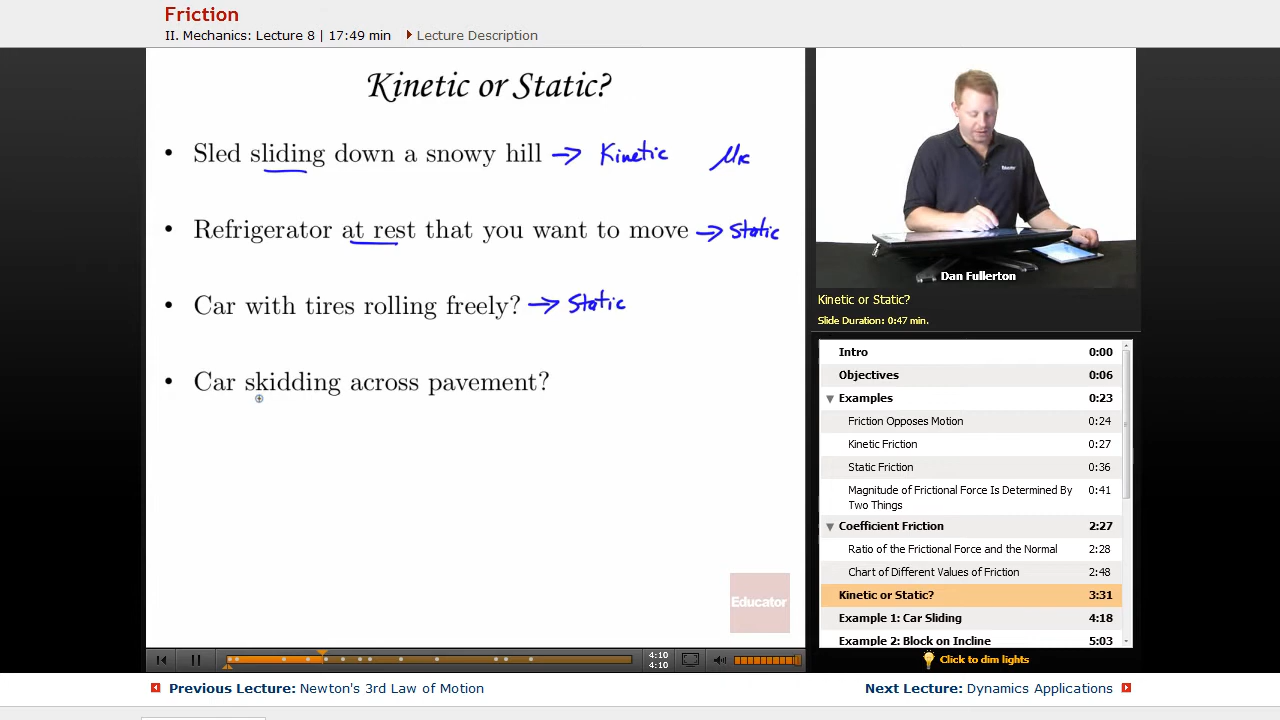 Friction
II. Mechanics: Lecture 8 | 17:49 min Lecture Description
Kinetic or Static?
• Sled sliding down a snowy hill → Kinetic μk
• Refrigerator at rest that you want to move → Static
• Car with tires rolling freely? → Static
• Car skidding across pavement?
Educator
Educator
Dan Fullerton
Kinetic or Static?
Slide Duration: 0:47 min.
Intro 0:00
Objectives 0:06
Examples 0:23
Friction Opposes Motion 0:24
Kinetic Friction 0:27
Static Friction 0:36
Magnitude of Frictional Force Is Determined By
Two Things 0:41
Coefficient Friction 2:27
Ratio of the Frictional Force and the Normal 2:28
Chart of Different Values of Friction 2:48
Kinetic or Static? 3:31
Example 1: Car Sliding 4:18
Example 2: Block on Incline 5:03
4:10
4:10
Click to dim lights
Previous Lecture: Newton's 3rd Law of Motion
Next Lecture: Dynamics Applications